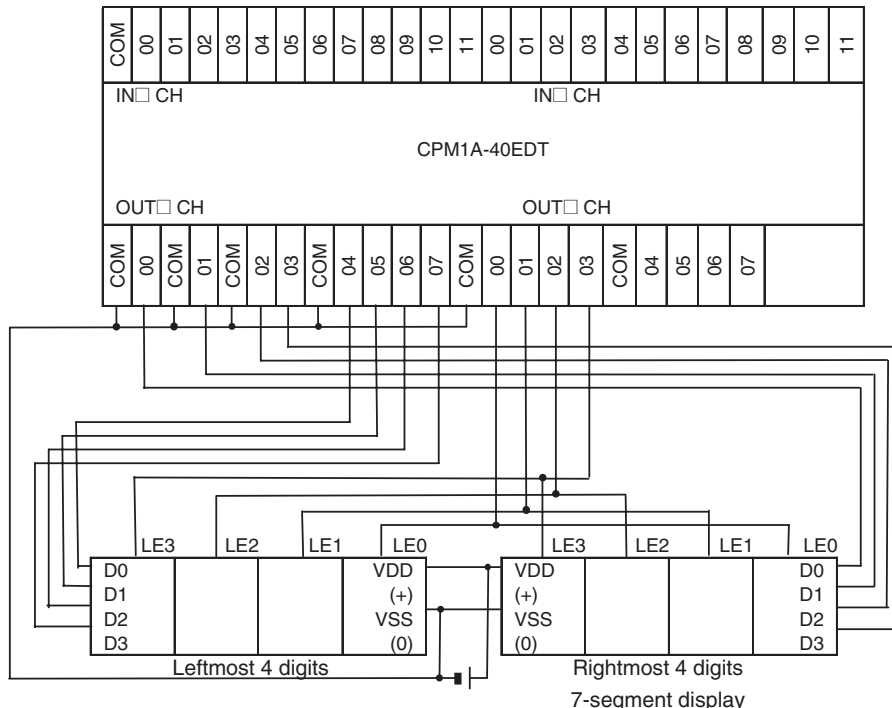 COM 00 01 02 03 04 05 06 07 08 09 10 11 00 01 02 03 04 05 06 07 08 09 10 11
IN□ CH IN□ CH
CPM1A-40EDT
OUT□ CH OUT□ CH
COM 00 COM 01 COM 02 03 COM 04 05 06 07 COM 00 01 02 03 COM 04 05 06 07
LE3 LE2 LE1 LE0 LE3 LE2 LE1 LE0
D0 VDD VDD D0
D1 (+) (+) D1
D2 VSS VSS D2
D3 (0) (0) D3
Leftmost 4 digits Rightmost 4 digits
7-segment display